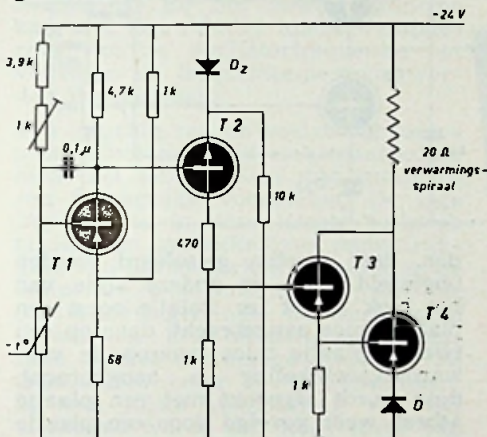 -24 V
3,9 k
4,7 k
1 k
Dz
1 k
T 2
0,1 µ
20 Ω
verwarmings-
spiraal
10 k
T 1
470
T 3
T 4
-t°
68
1 k
1 k
D